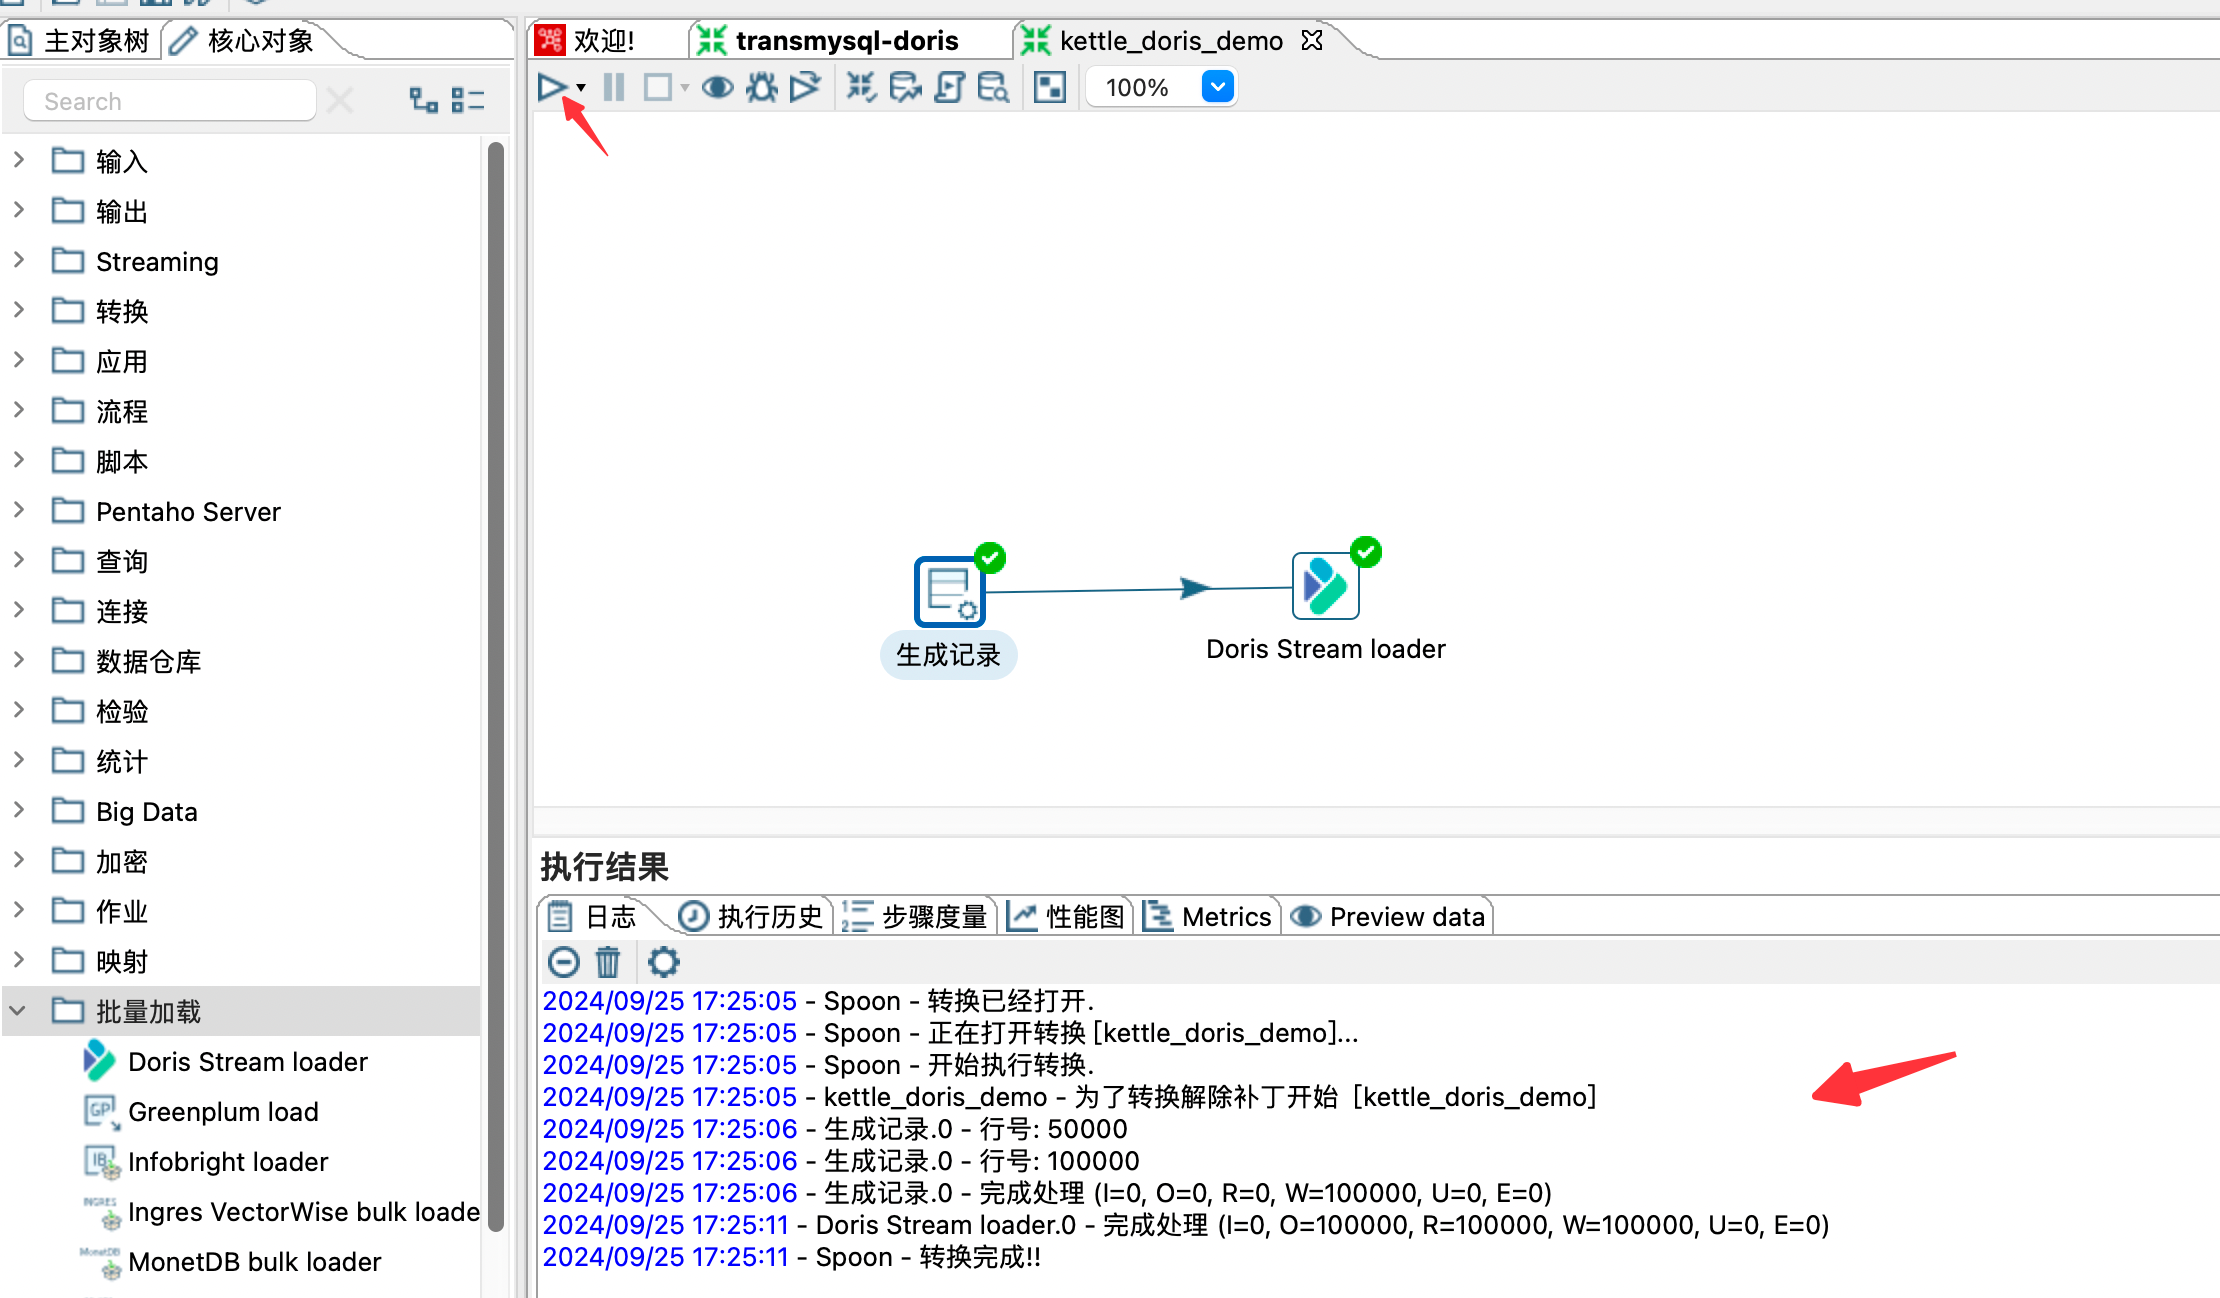 主对象树
核心对象
欢迎!
transmysql-doris
kettle_doris_demo
Search
100%
输入
输出
Streaming
转换
应用
流程
脚本
Pentaho Server
查询
连接
数据仓库
检验
统计
Big Data
加密
作业
映射
批量加载
Doris Stream loader
GP
Greenplum load
IB
Infobright loader
INGRES
Ingres VectorWise bulk loade
MonetDB
MonetDB bulk loader
生成记录
Doris Stream loader
执行结果
日志
执行历史
步骤度量
性能图
Metrics
Preview data
2024/09/25 17:25:05 - Spoon - 转换已经打开.
2024/09/25 17:25:05 - Spoon - 正在打开转换 [kettle_doris_demo]...
2024/09/25 17:25:05 - Spoon - 开始执行转换.
2024/09/25 17:25:05 - kettle_doris_demo - 为了转换解除补丁开始  [kettle_doris_demo]
2024/09/25 17:25:06 - 生成记录.0 - 行号: 50000
2024/09/25 17:25:06 - 生成记录.0 - 行号: 100000
2024/09/25 17:25:06 - 生成记录.0 - 完成处理 (I=0, O=0, R=0, W=100000, U=0, E=0)
2024/09/25 17:25:11 - Doris Stream loader.0 - 完成处理 (I=0, O=100000, R=100000, W=100000, U=0, E=0)
2024/09/25 17:25:11 - Spoon - 转换完成!!